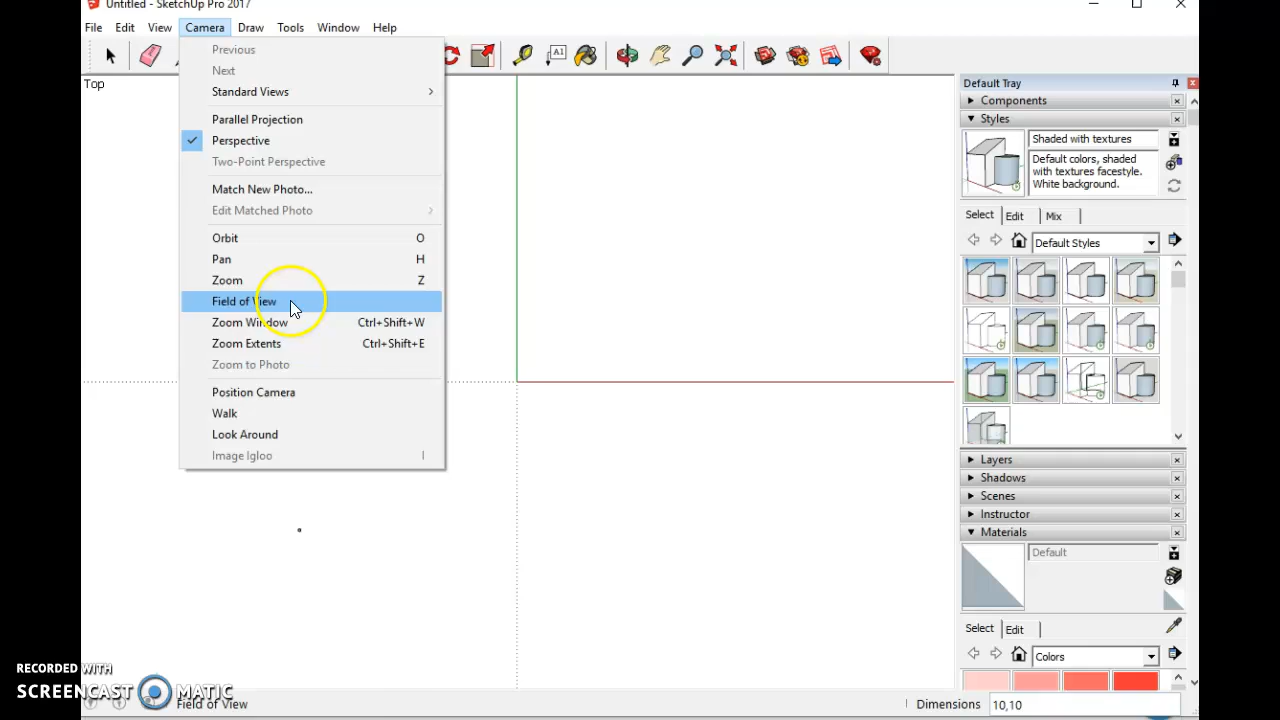 Untitled - SketchUp Pro 2017
File Edit View Camera Draw Tools Window Help
A1
Top
Previous
Next
Standard Views
Parallel Projection
Perspective
Two-Point Perspective
Match New Photo...
Edit Matched Photo
Orbit O
Pan H
Zoom Z
Field of View
Zoom Window Ctrl+Shift+W
Zoom Extents Ctrl+Shift+E
Zoom to Photo
Position Camera
Walk
Look Around
Image Igloo I
Default Tray
Components
Styles
Shaded with textures
Default colors, shaded
with textures facestyle.
White background.
Select Edit Mix
Default Styles
Layers
Shadows
Scenes
Instructor
Materials
Default
Select Edit
Colors
RECORDED WITH
SCREENCAST MATIC
Field of View
Dimensions 10,10